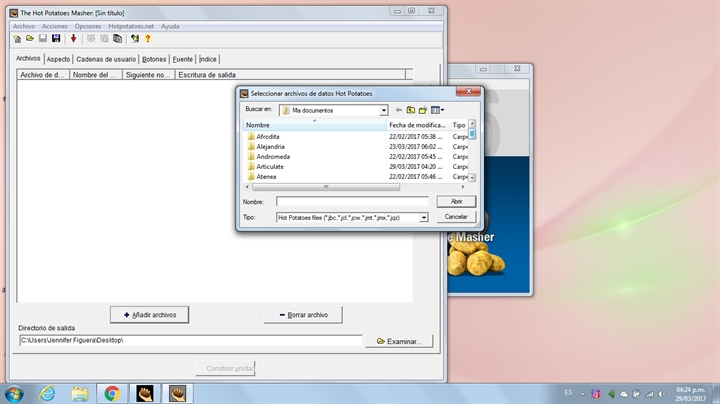 The Hot Potatoes Masher: [Sin título]
Archivo Acciones Opciones Hotpotatoes.net Ayuda
Archivos Aspecto Cadenas de usuario Botones Fuente Índice
Archivo de d... Nombre del ... Siguiente no... Escritura de salida
Seleccionar archivos de datos Hot Potatoes
Buscar en: Mis documentos
Nombre Fecha de modifica... Tipo
Afrodita 22/02/2017 05:38 ... Carpe
Alejandria 23/03/2017 06:02 ... Carpe
Andromeda 22/02/2017 05:45 ... Carpe
Articulate 29/03/2017 04:20 ... Carpe
Atenea 22/02/2017 05:46 ... Carpe
Nombre: Abrir
Tipo: Hot Potatoes files (*.jbc,*.jcl,*.jcw,*.jmt,*.jmx,*.jqz) Cancelar
e Masher
Añadir archivos Borrar archivo
Directorio de salida
C:\Users\Jennifer Figuera\Desktop\ Examinar...
Construir unidad
ES 04:24 p.m.
29/03/2017